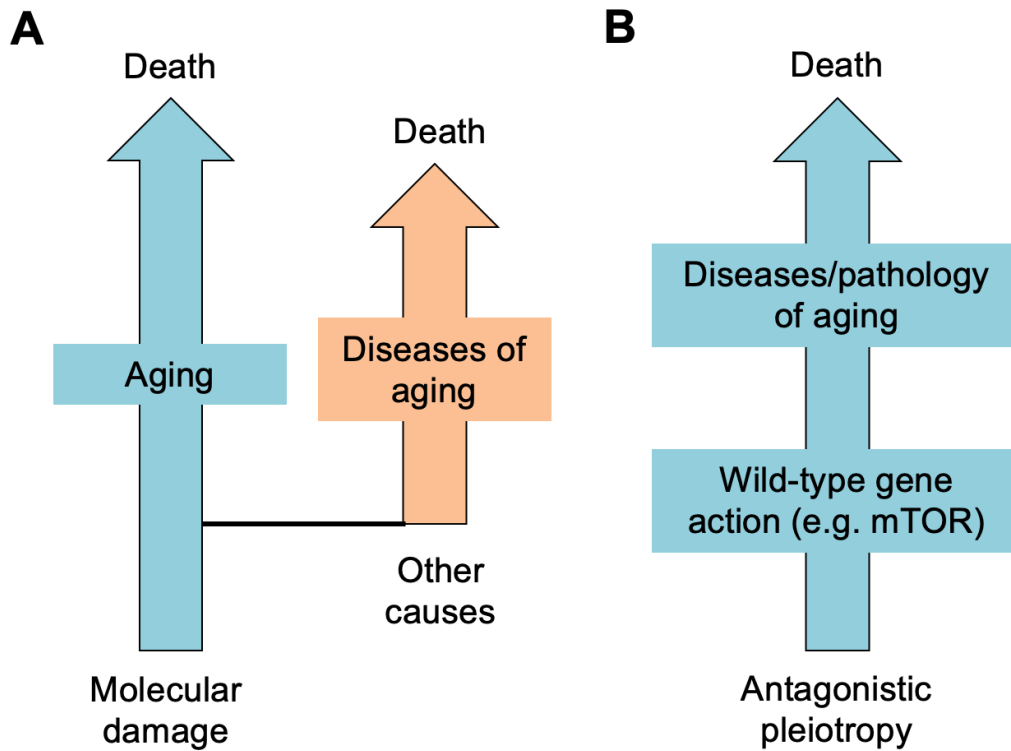 A
Death
Death
Aging
Diseases of
aging
Other
causes
Molecular
damage
B
Death
Diseases/pathology
of aging
Wild-type gene
action (e.g. mTOR)
Antagonistic
pleiotropy